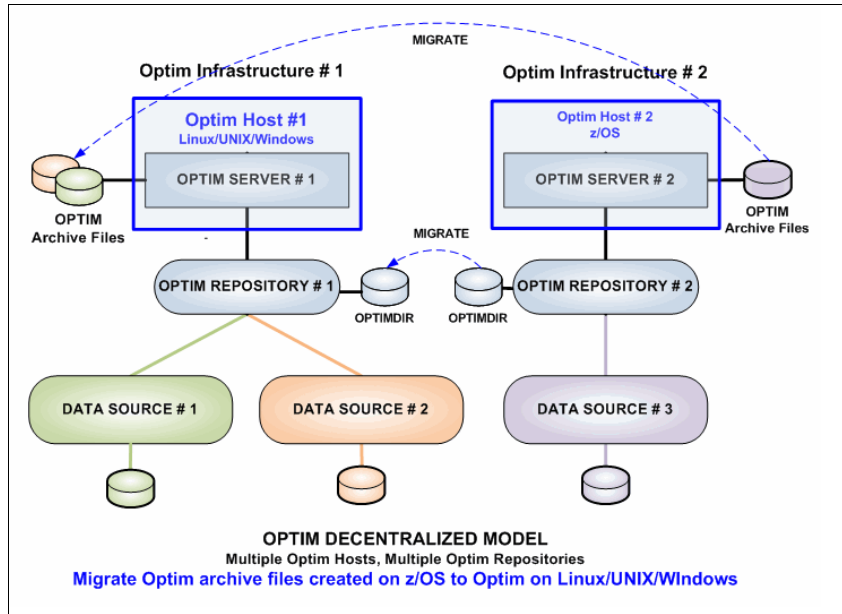 MIGRATE
Optim Infrastructure # 1
Optim Infrastructure # 2
Optim Host #1
Linux/UNIX/Windows
Optim Host # 2
z/OS
OPTIM SERVER # 1
OPTIM SERVER # 2
OPTIM
Archive Files
OPTIM
Archive Files
MIGRATE
OPTIM REPOSITORY # 1
OPTIMDIR
OPTIMDIR
OPTIM REPOSITORY # 2
DATA SOURCE # 1
DATA SOURCE # 2
DATA SOURCE # 3
OPTIM DECENTRALIZED MODEL
Multiple Optim Hosts, Multiple Optim Repositories
Migrate Optim archive files created on z/OS to Optim on Linux/UNIX/WIndows